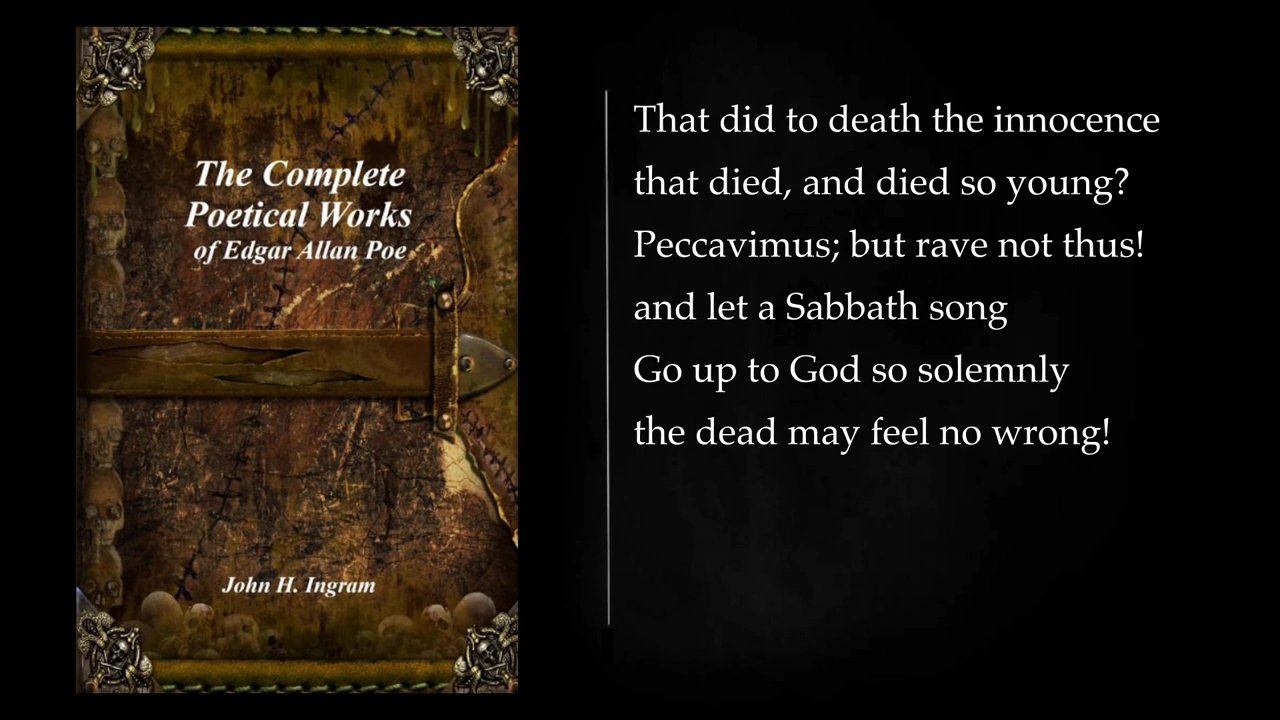 The Complete
Poetical Works
of Edgar Allan Poe
John H. Ingram
That did to death the innocence
that died, and died so young?
Peccavimus; but rave not thus!
and let a Sabbath song
Go up to God so solemnly
the dead may feel no wrong!